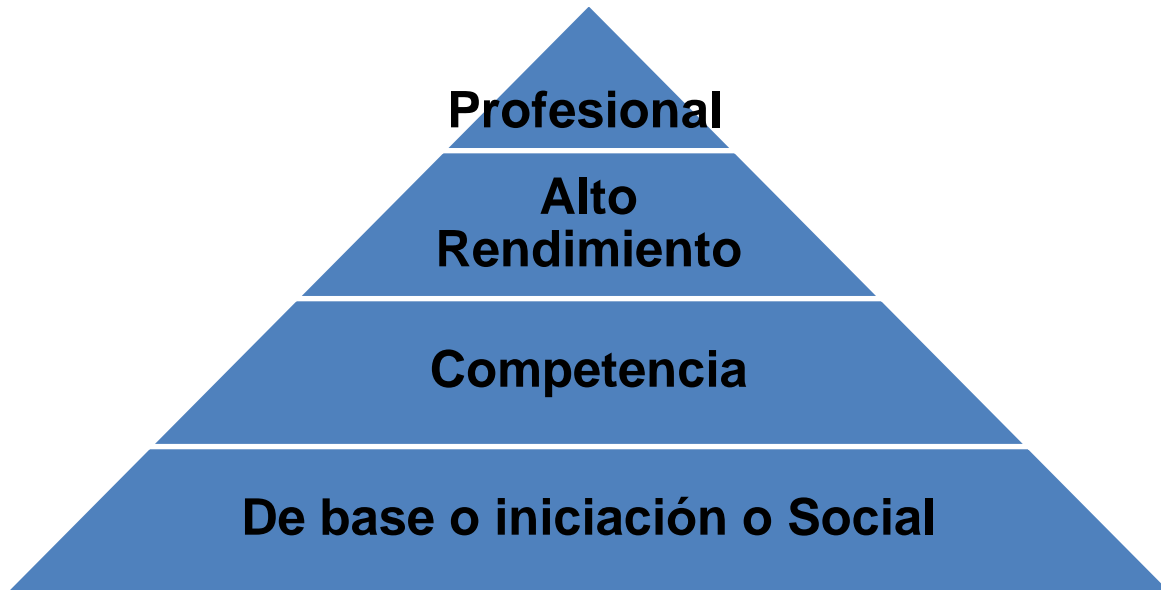 Profesional
Alto
Rendimiento
Competencia
De base o iniciación o Social